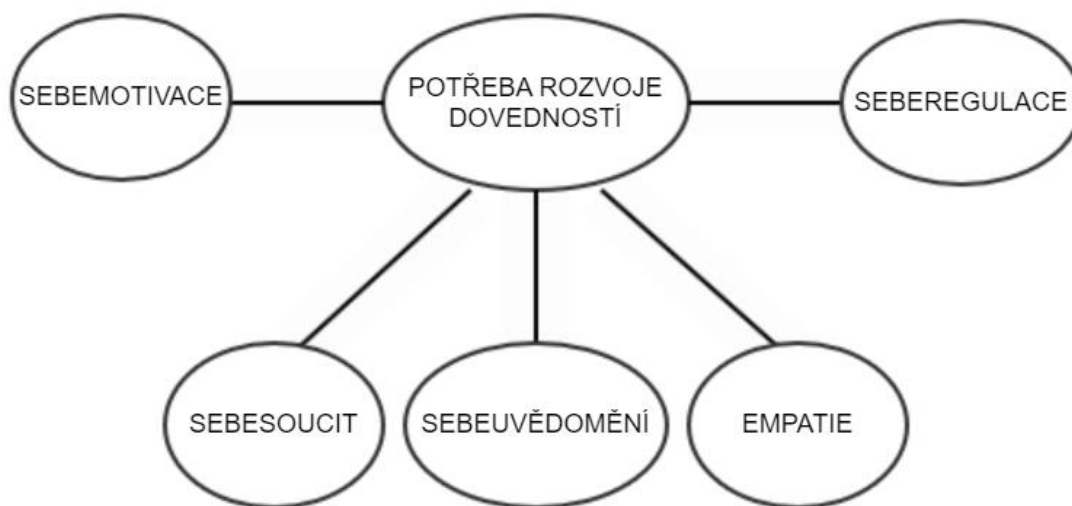 SEBEMOTIVACE
POTŘEBA ROZVOJE
DOVEDNOSTÍ
SEBEREGULACE
SEBESOUCIT
SEBEUVĚDOMĚNÍ
EMPATIE